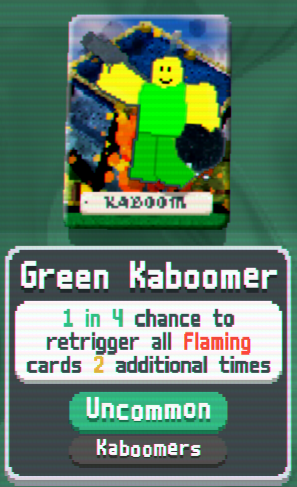 KABOOM
Green Kaboomer
1 in 4 chance to
retrigger all Flaming
cards 2 additional times
Uncommon
Kaboomers